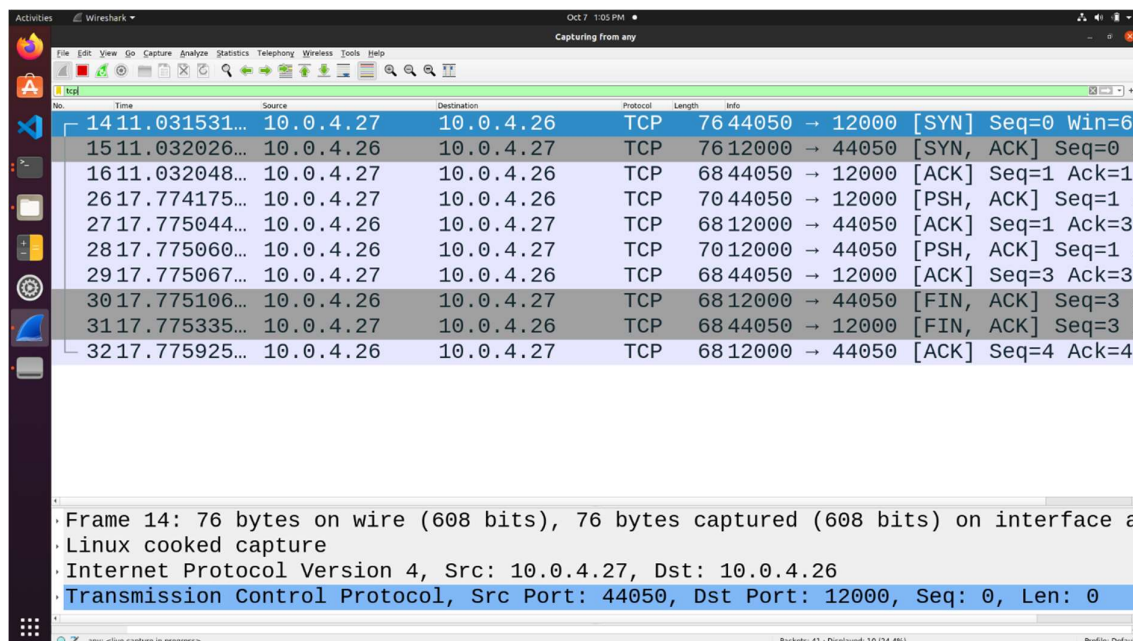 Activities Wireshark Oct 7 1:05 PM
Capturing from any
File Edit View Go Capture Analyze Statistics Telephony Wireless Tools Help
tcp
No. Time Source Destination Protocol Length Info
14 11.031531… 10.0.4.27 10.0.4.26 TCP 76 44050 → 12000 [SYN] Seq=0 Win=6
15 11.032026… 10.0.4.26 10.0.4.27 TCP 76 12000 → 44050 [SYN, ACK] Seq=0
16 11.032048… 10.0.4.27 10.0.4.26 TCP 68 44050 → 12000 [ACK] Seq=1 Ack=1
26 17.774175… 10.0.4.27 10.0.4.26 TCP 70 44050 → 12000 [PSH, ACK] Seq=1
27 17.775044… 10.0.4.26 10.0.4.27 TCP 68 12000 → 44050 [ACK] Seq=1 Ack=3
28 17.775060… 10.0.4.26 10.0.4.27 TCP 70 12000 → 44050 [PSH, ACK] Seq=1
29 17.775067… 10.0.4.27 10.0.4.26 TCP 68 44050 → 12000 [ACK] Seq=3 Ack=3
30 17.775106… 10.0.4.26 10.0.4.27 TCP 68 12000 → 44050 [FIN, ACK] Seq=3
31 17.775335… 10.0.4.27 10.0.4.26 TCP 68 44050 → 12000 [FIN, ACK] Seq=3
32 17.775925… 10.0.4.26 10.0.4.27 TCP 68 12000 → 44050 [ACK] Seq=4 Ack=4
Frame 14: 76 bytes on wire (608 bits), 76 bytes captured (608 bits) on interface a
Linux cooked capture
Internet Protocol Version 4, Src: 10.0.4.27, Dst: 10.0.4.26
Transmission Control Protocol, Src Port: 44050, Dst Port: 12000, Seq: 0, Len: 0
any: <live capture in progress> Packets: 41 · Displayed: 10 (24.4%)